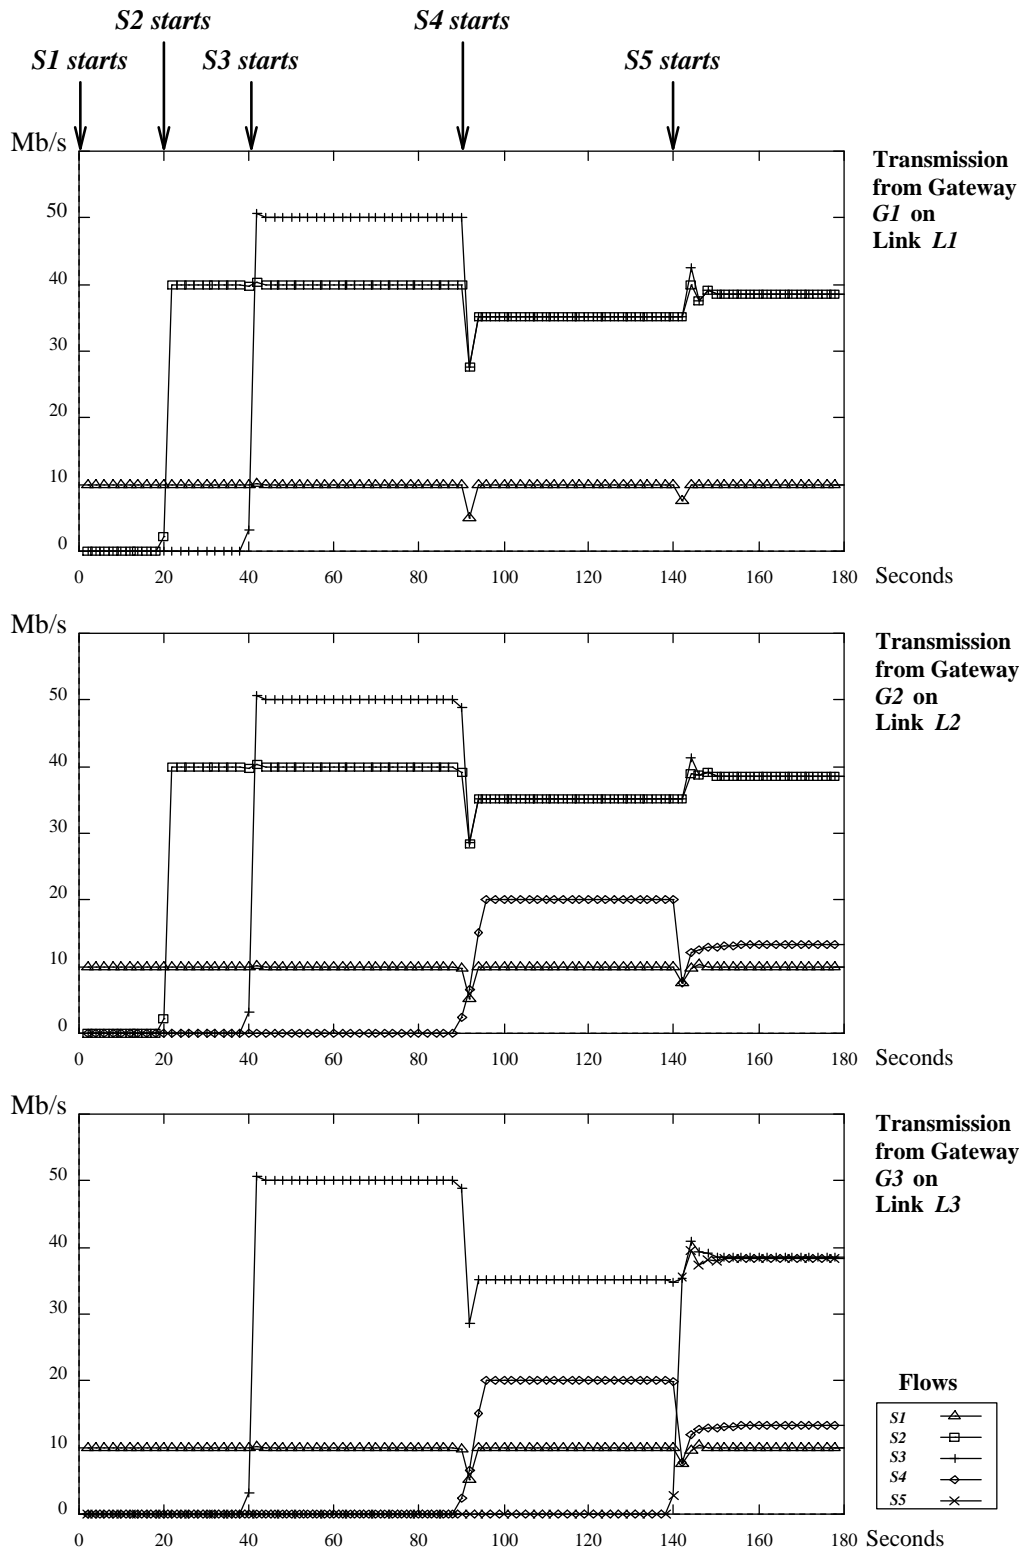 S2 starts
S4 starts
S1 starts
S3 starts
S5 starts
Mb/s
Transmission
from Gateway
G1 on
Link L1
50
40
30
20
10
0
0 20 40 60 80 100 120 140 160 180 Seconds
Mb/s
Transmission
from Gateway
G2 on
Link L2
50
40
30
20
10
0
0 20 40 60 80 100 120 140 160 180 Seconds
Mb/s
Transmission
from Gateway
G3 on
Link L3
50
40
30
20
10
0
0 20 40 60 80 100 120 140 160 180 Seconds
Flows
S1
S2
S3
S4
S5